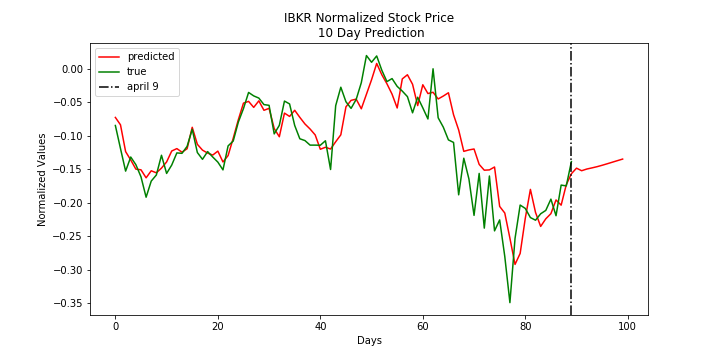 IBKR Normalized Stock Price
10 Day Prediction
predicted
true
april 9
Normalized Values
0.00
−0.05
−0.10
−0.15
−0.20
−0.25
−0.30
−0.35
0 20 40 60 80 100
Days